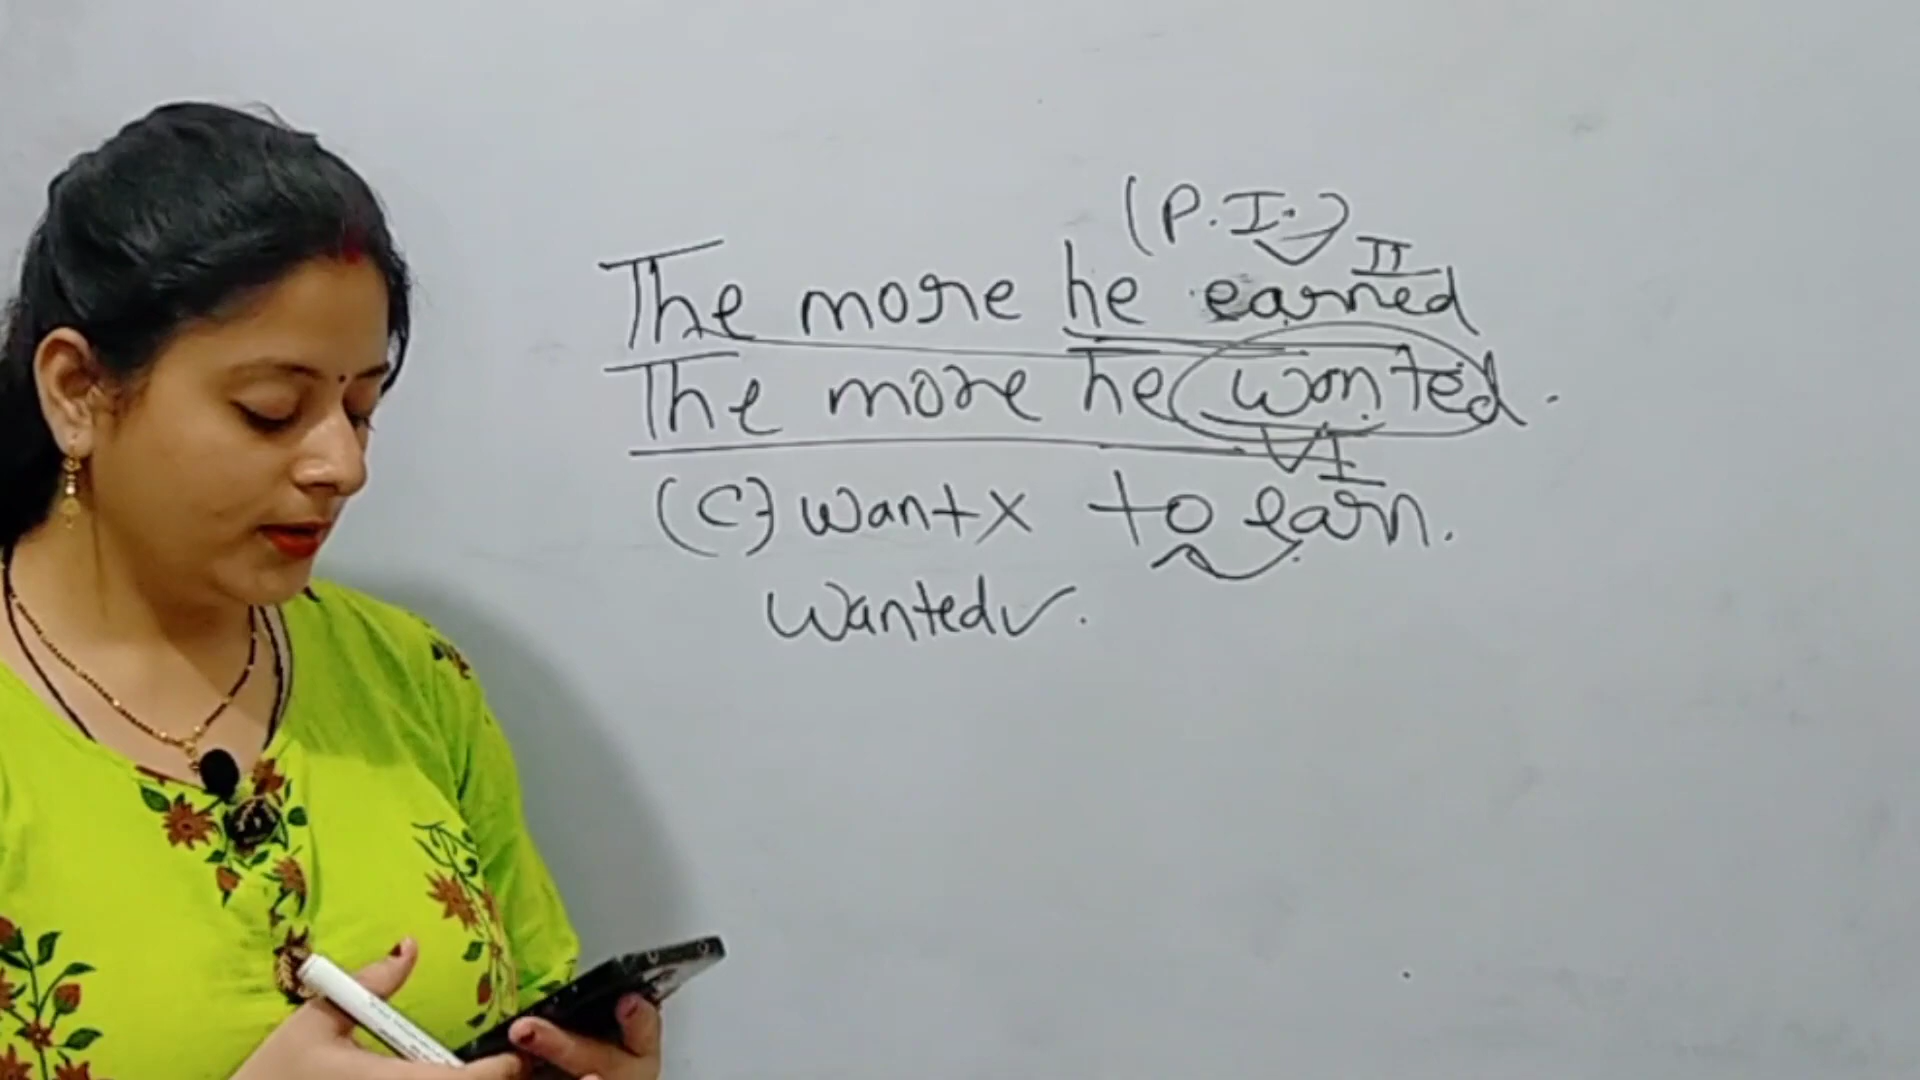 (P.I.)
II
The more he earned
The more he wanted.
VI
(C) want x to earn.
wanted ✓.